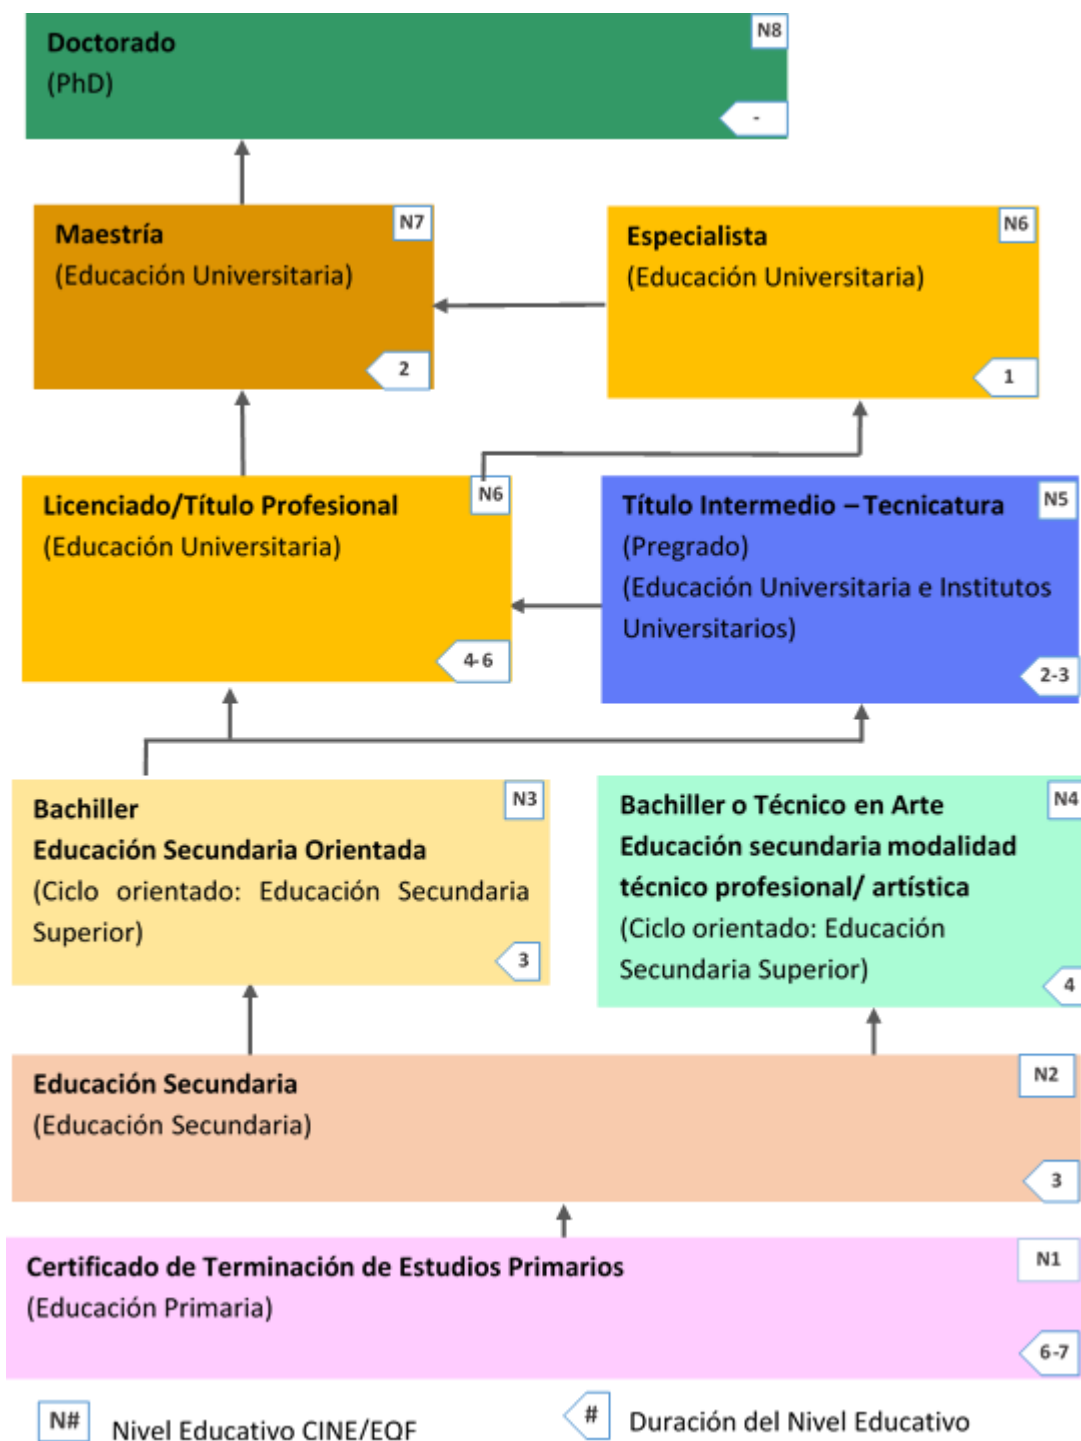 Doctorado
N8
(PhD)
-
Maestría
N7
(Educación Universitaria)
2
Especialista
N6
(Educación Universitaria)
1
Licenciado/Título Profesional
N6
(Educación Universitaria)
4-6
Título Intermedio – Tecnicatura
N5
(Pregrado)
(Educación Universitaria e Institutos
Universitarios)
2-3
Bachiller
N3
Educación Secundaria Orientada
(Ciclo orientado: Educación Secundaria
Superior)
3
Bachiller o Técnico en Arte
N4
Educación secundaria modalidad
técnico profesional/ artística
(Ciclo orientado: Educación
Secundaria Superior)
4
Educación Secundaria
N2
(Educación Secundaria)
3
Certificado de Terminación de Estudios Primarios
N1
(Educación Primaria)
6-7
N# Nivel Educativo CINE/EQF
# Duración del Nivel Educativo